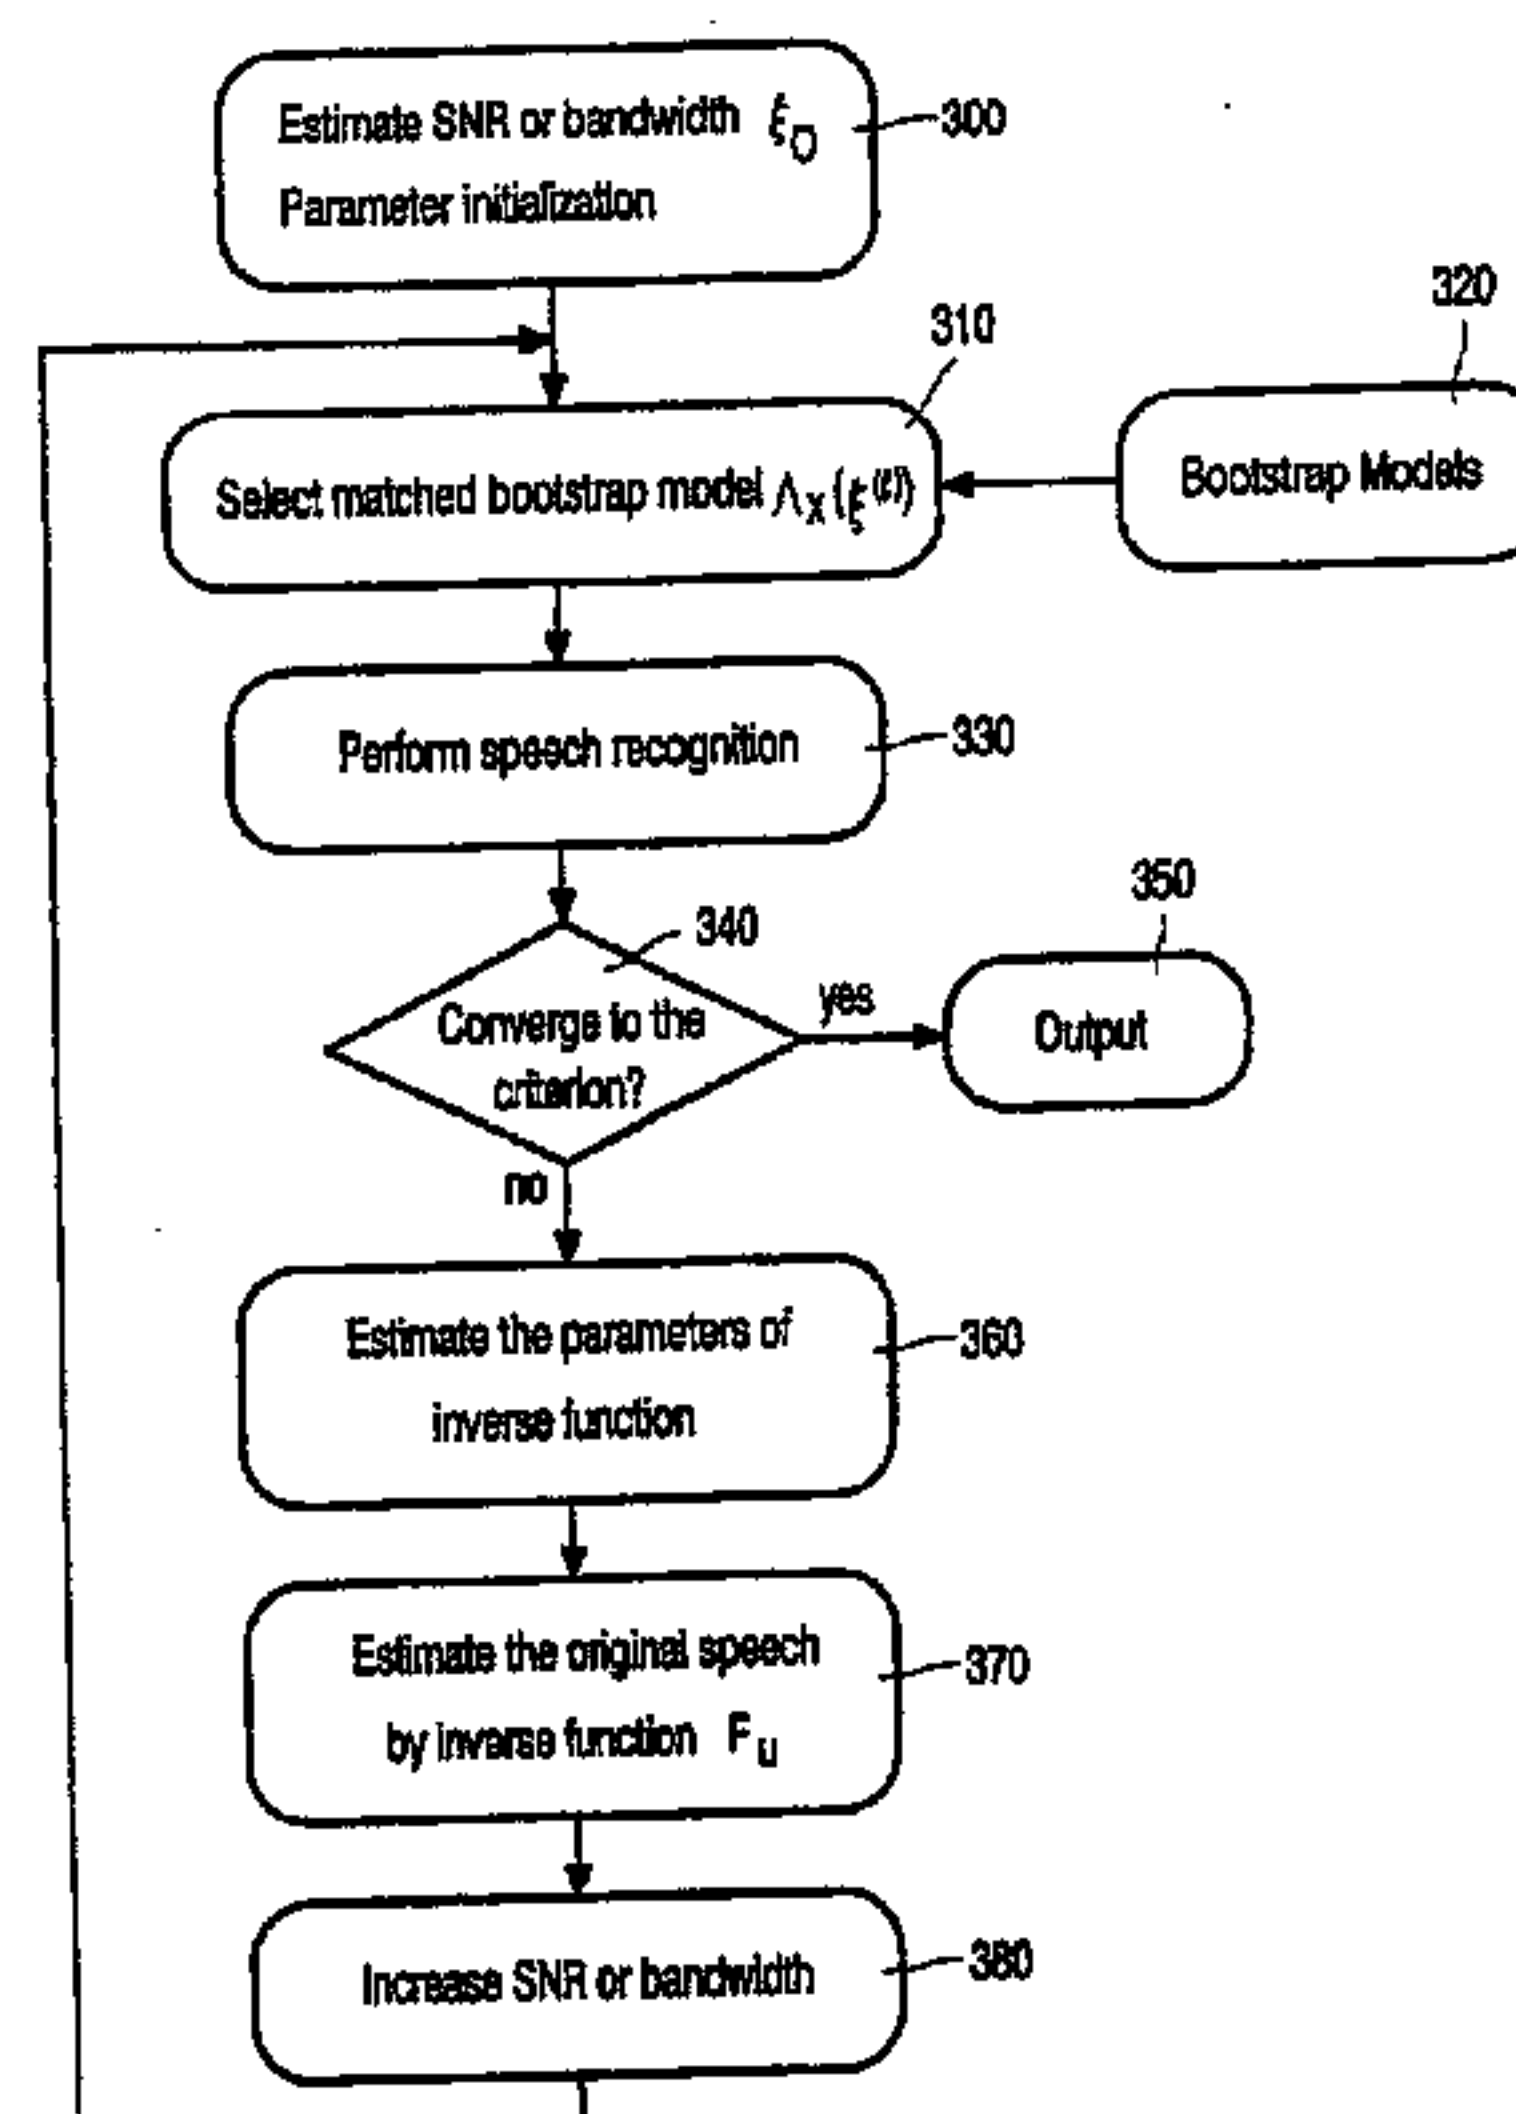 Estimate SNR or bandwidth ξ0
300
Parameter initialization
310
320
Select matched bootstrap model Λx(ξ(i))
Bootstrap Models
Perform speech recognition
330
340
350
Converge to the
criterion?
yes
Output
no
Estimate the parameters of
inverse function
360
Estimate the original speech
by inverse function Fu
370
Increase SNR or bandwidth
380